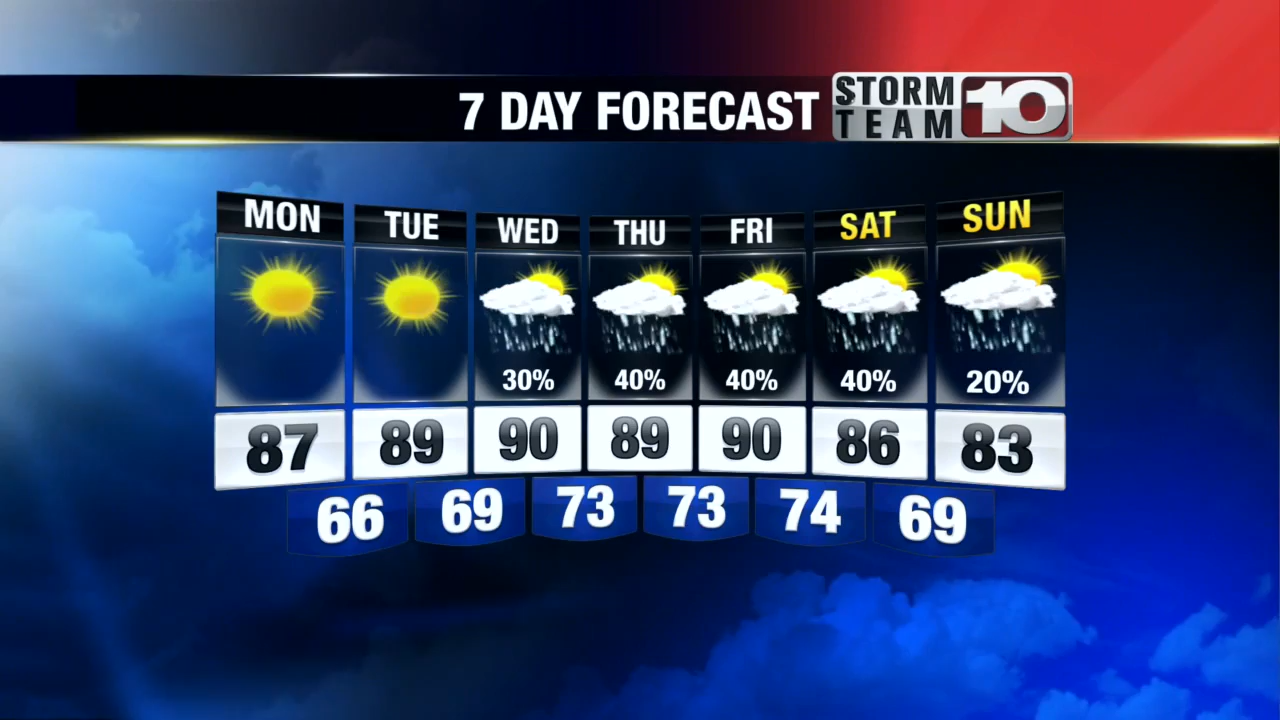 7 DAY FORECAST STORM TEAM 10
MON TUE WED THU FRI SAT SUN
30% 40% 40% 40% 20%
87 89 90 89 90 86 83
66 69 73 73 74 69